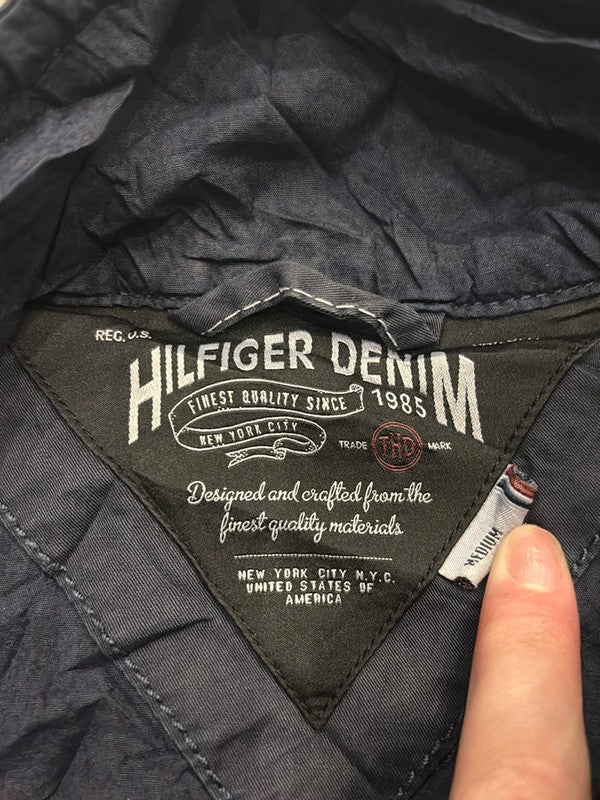 REG. U.S.
HILFIGER DENIM
FINEST QUALITY SINCE 1985
NEW YORK CITY
TRADE THD MARK
Designed and crafted from the
finest quality materials
NEW YORK CITY N.Y.C.
UNITED STATES OF
AMERICA
MEDIUM